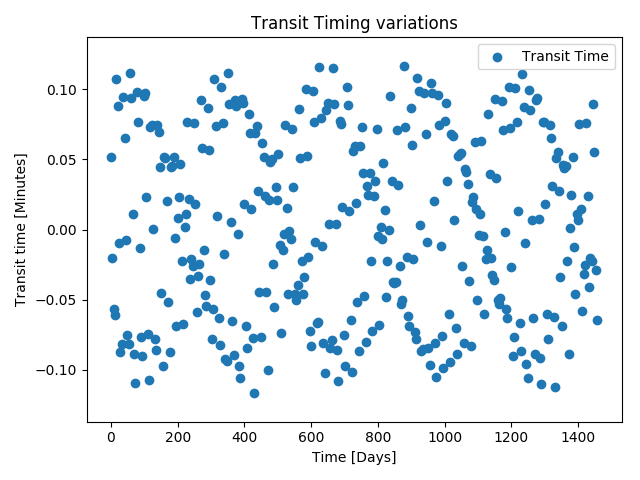 Transit Timing variations
Transit Time
0.10
0.05
0.00
−0.05
−0.10
Transit time [Minutes]
0 200 400 600 800 1000 1200 1400
Time [Days]